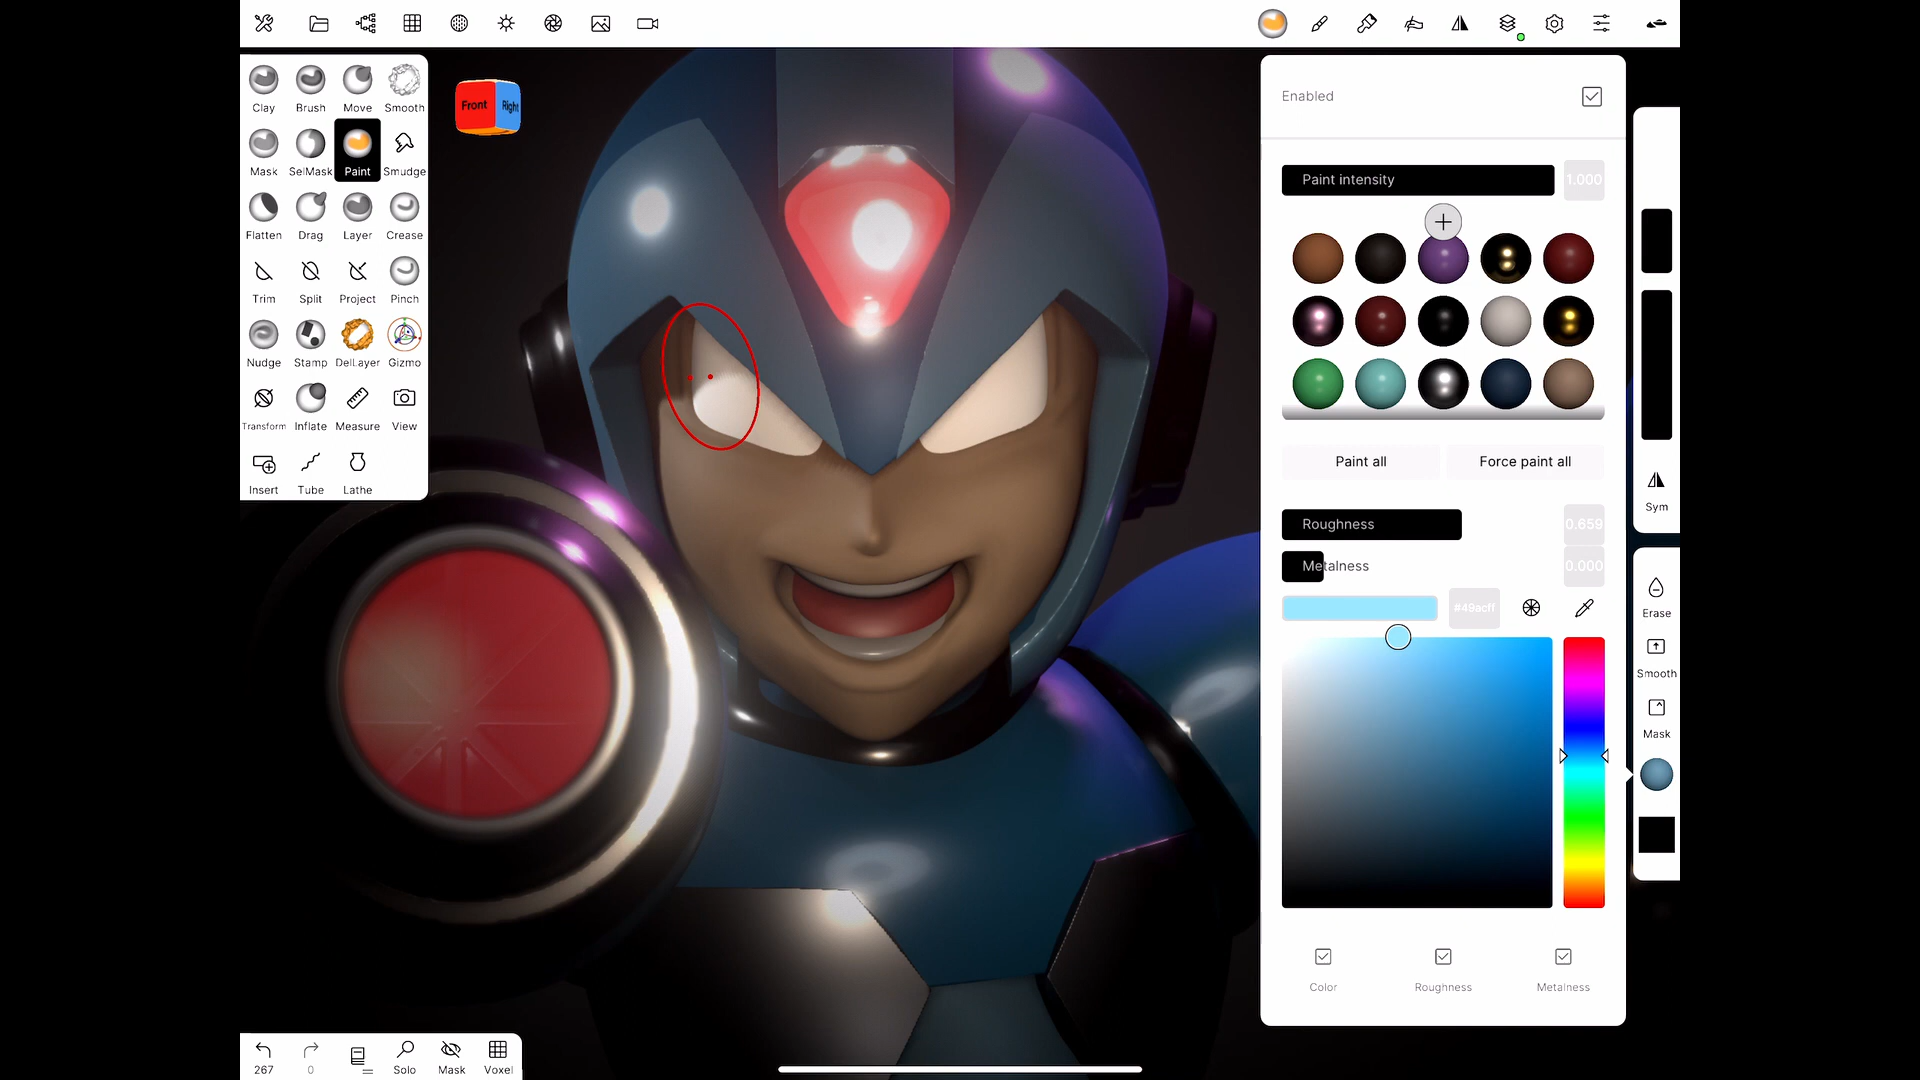 Clay Brush Move Smooth
Mask SelMask Paint Smudge
Flatten Drag Layer Crease
Trim Split Project Pinch
Nudge Stamp DelLayer Gizmo
Transform Inflate Measure View
Insert Tube Lathe
Front Right
Enabled
Paint intensity 1.000
Paint all Force paint all
Roughness 0.659
Metalness 0.000
#49acff
Color Roughness Metalness
Sym
Erase
Smooth
Mask
267 0 Solo Mask Voxel